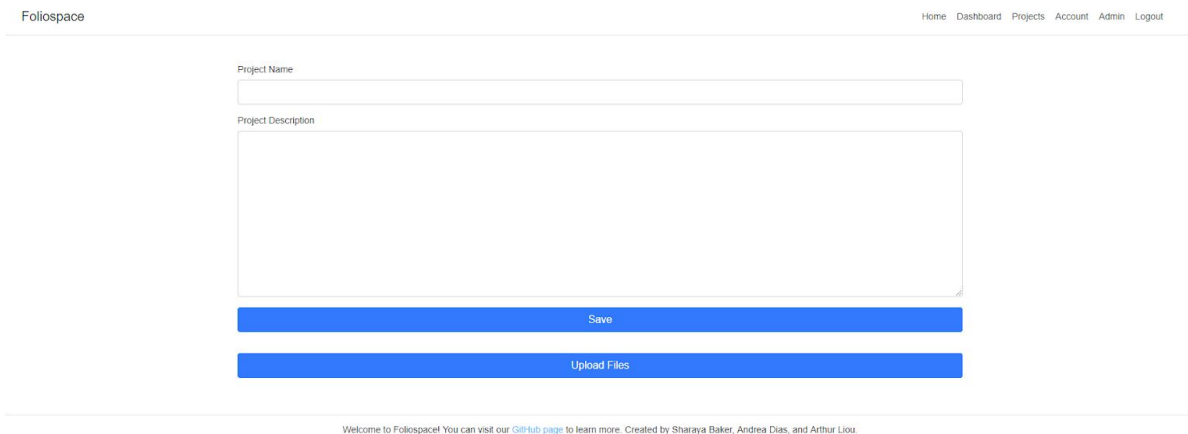 Foliospace
Home Dashboard Projects Account Admin Logout
Project Name
Project Description
Save
Upload Files
Welcome to Foliospace! You can visit our GitHub page to learn more. Created by Sharaya Baker, Andrea Dias, and Arthur Liou.